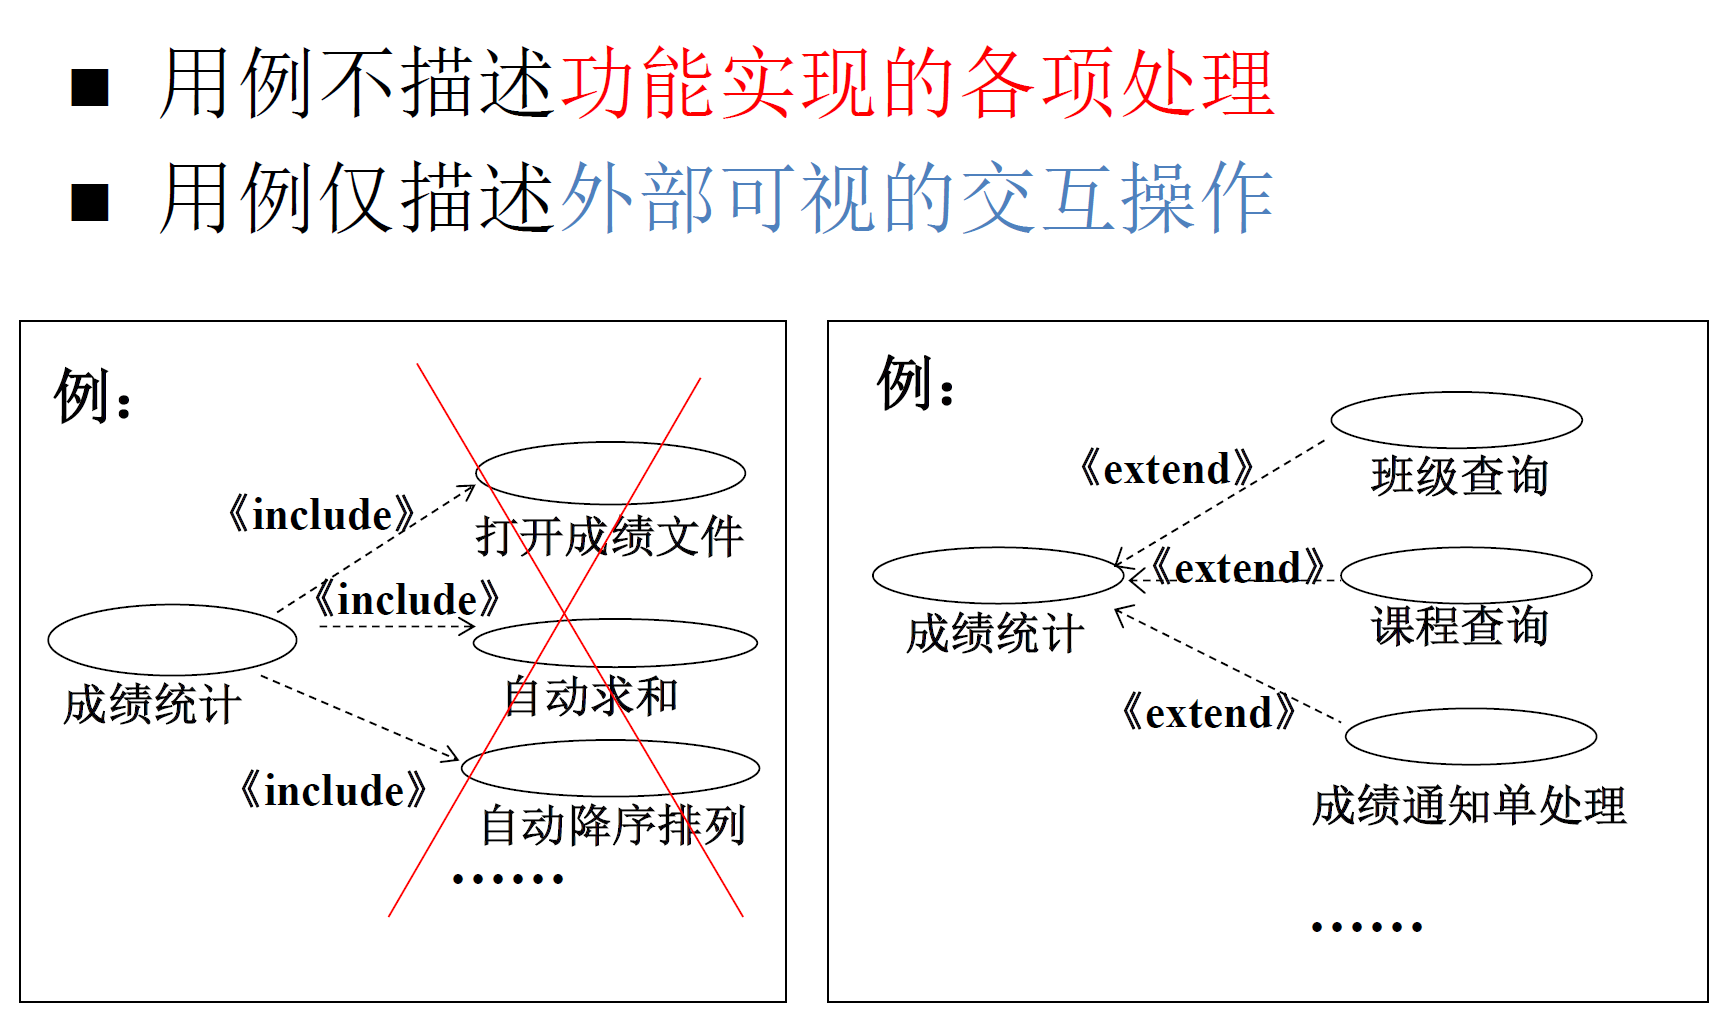 ■ 用例不描述功能实现的各项处理
■ 用例仅描述外部可视的交互操作
例：
《include》
打开成绩文件
《include》
成绩统计
自动求和
《include》
自动降序排列
······
例：
《extend》
班级查询
《extend》
成绩统计
课程查询
《extend》
成绩通知单处理
······